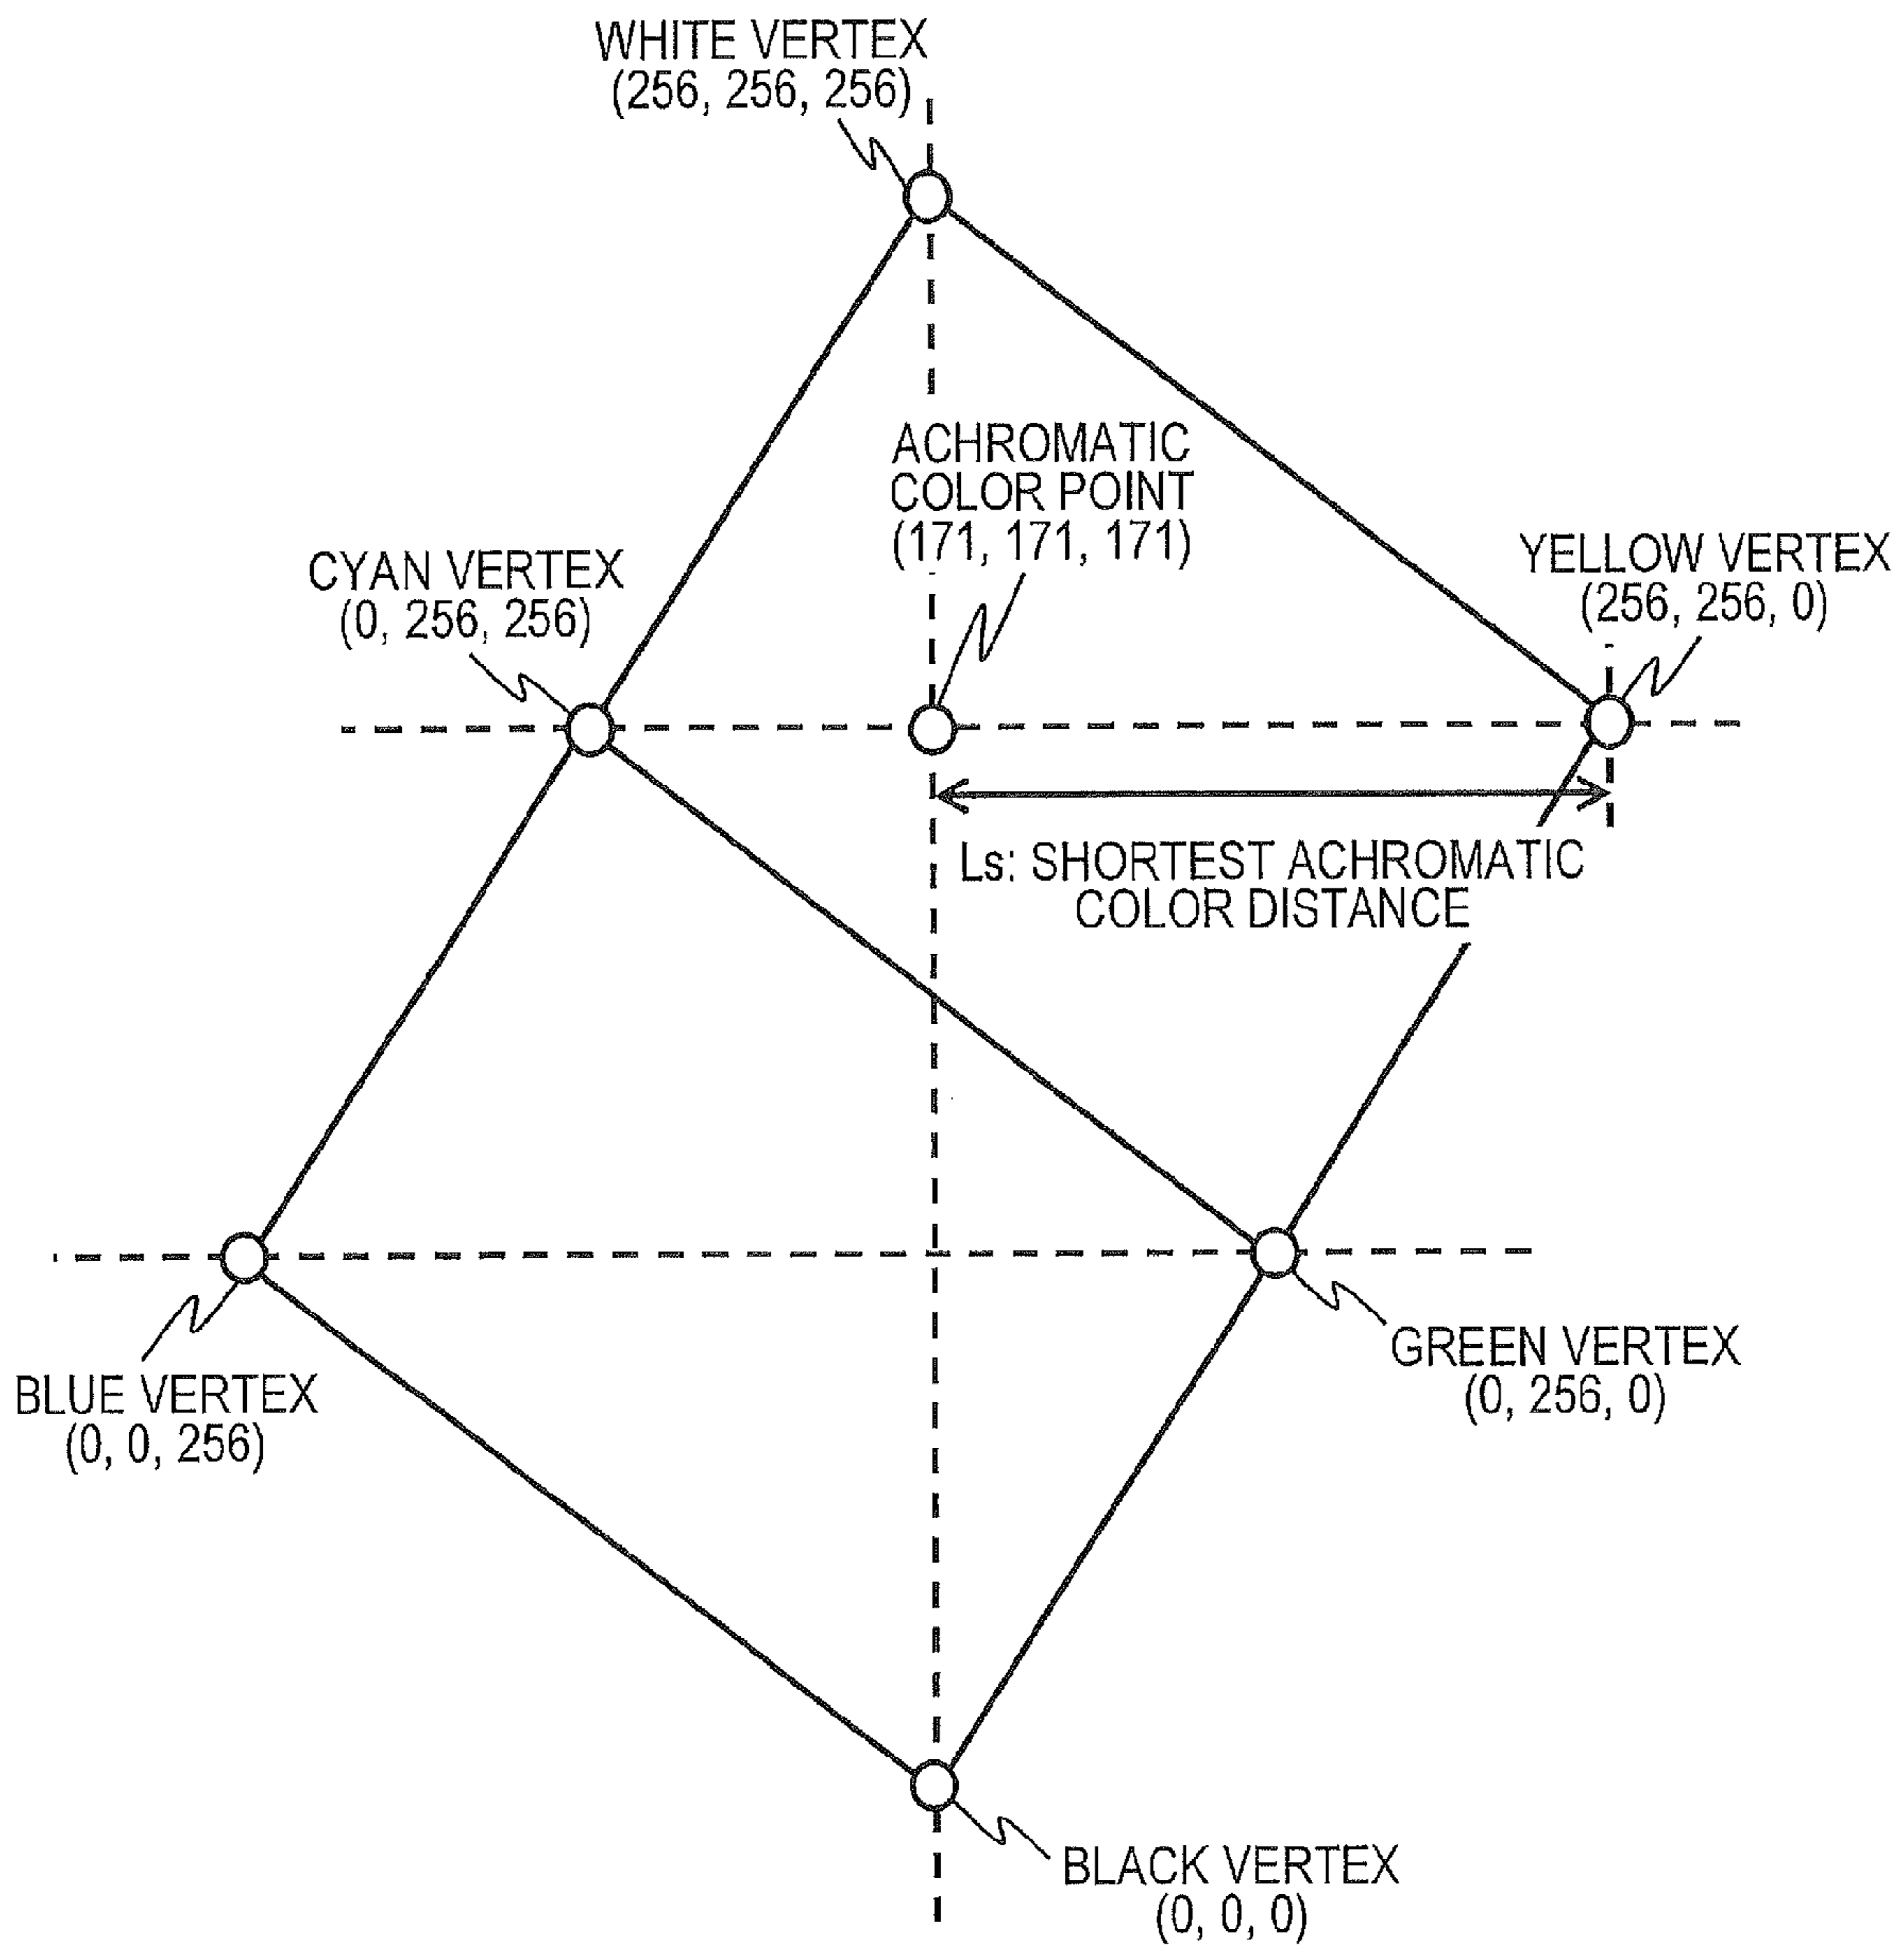 WHITE VERTEX
(256, 256, 256)
ACHROMATIC
COLOR POINT
(171, 171, 171)
CYAN VERTEX
(0, 256, 256)
YELLOW VERTEX
(256, 256, 0)
Ls: SHORTEST ACHROMATIC
COLOR DISTANCE
GREEN VERTEX
(0, 256, 0)
BLUE VERTEX
(0, 0, 256)
BLACK VERTEX
(0, 0, 0)